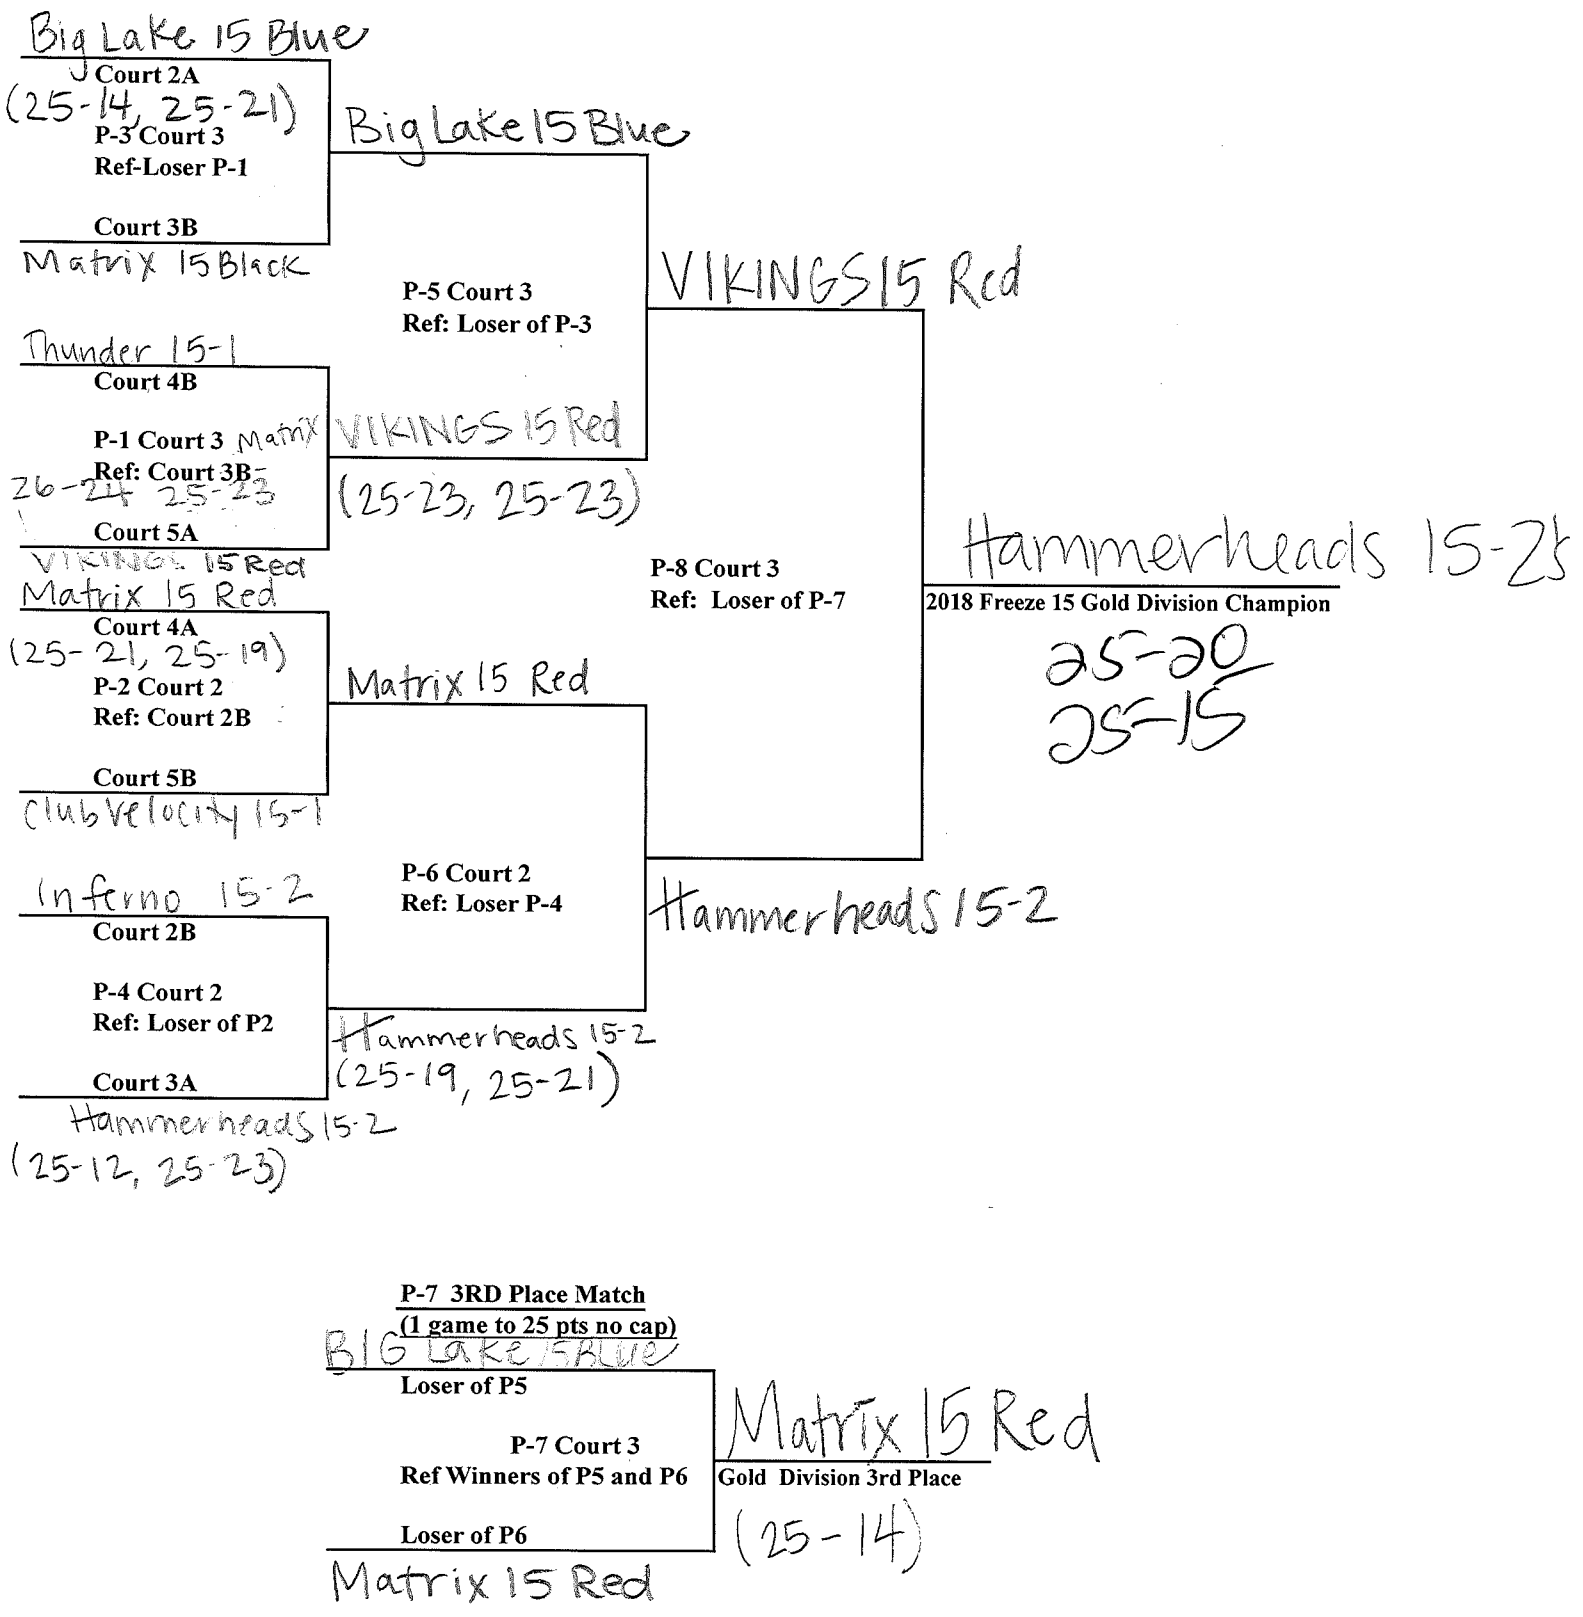 Big Lake 15 Blue
Court 2A
(25-14, 25-21)
P-3 Court 3
Ref-Loser P-1
Court 3B
Matrix 15 Black
Big Lake 15 Blue
Thunder 15-1
Court 4B
P-1 Court 3 Matrix
Ref: Court 3B
26-24 25-23
Court 5A
VIKINGS 15 Red
P-5 Court 3
Ref: Loser of P-3
VIKINGS 15 Red
(25-23, 25-23)
VIKINGS 15 Red
Matrix 15 Red
Court 4A
(25-21, 25-19)
P-2 Court 2
Ref: Court 2B
Court 5B
Club Velocity 15-1
Matrix 15 Red
Inferno 15-2
Court 2B
P-4 Court 2
Ref: Loser of P2
Court 3A
Hammerheads 15-2
(25-12, 25-23)
P-6 Court 2
Ref: Loser P-4
Hammerheads 15-2
(25-19, 25-21)
Hammerheads 15-2
P-8 Court 3
Ref: Loser of P-7
Hammerheads 15-2
2018 Freeze 15 Gold Division Champion
25-20
25-15
P-7 3RD Place Match
(1 game to 25 pts no cap)
BIG Lake 15 BLUE
Loser of P5
P-7 Court 3
Ref Winners of P5 and P6
Loser of P6
Matrix 15 Red
Matrix 15 Red
Gold Division 3rd Place
(25-14)